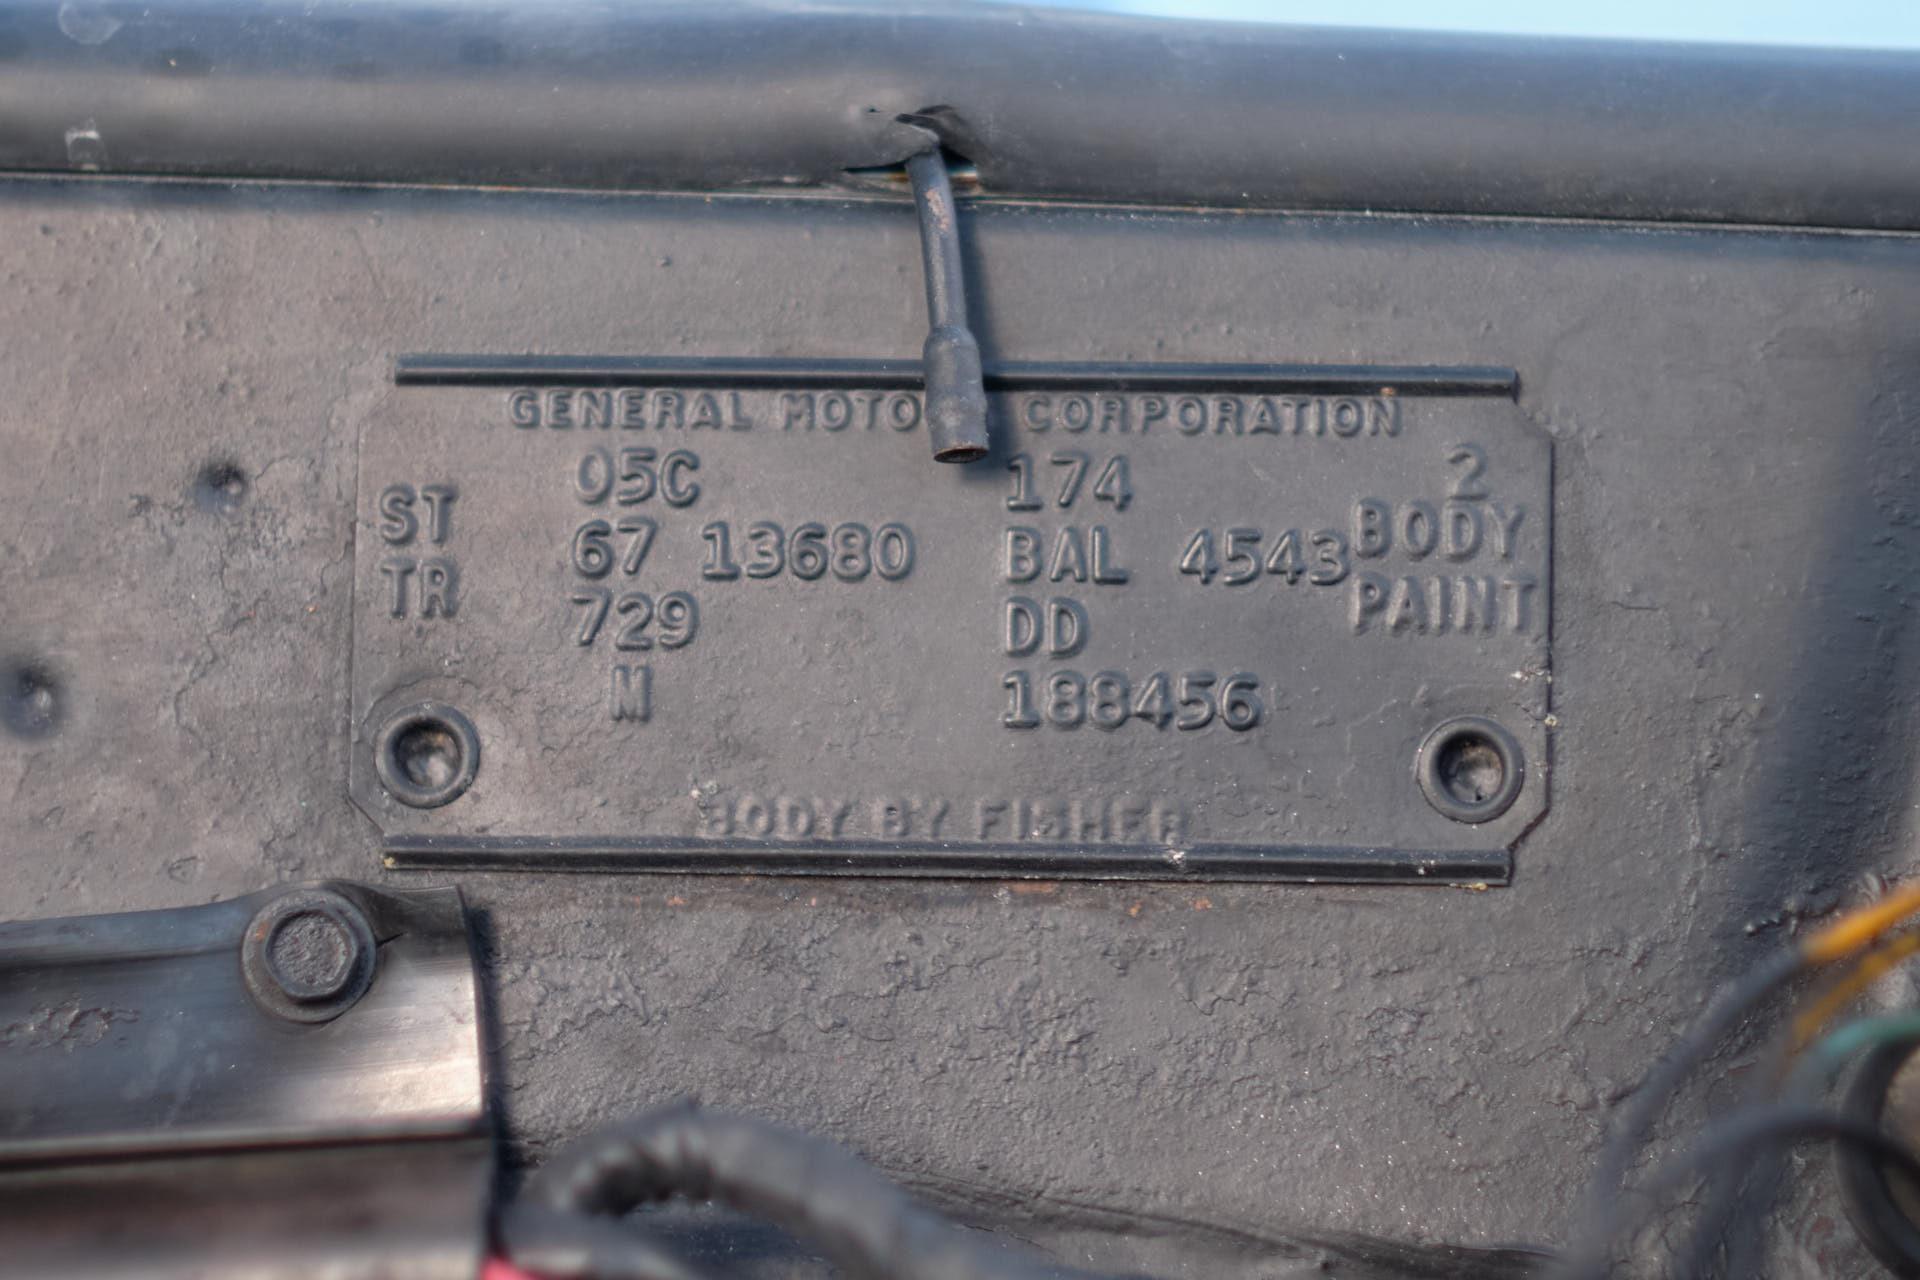 GENERAL MOTO CORPORATION
05C 174 2
ST 67 13680 BAL 4543 BODY
TR 729 DD PAINT
N 188456
BODY BY FISHER